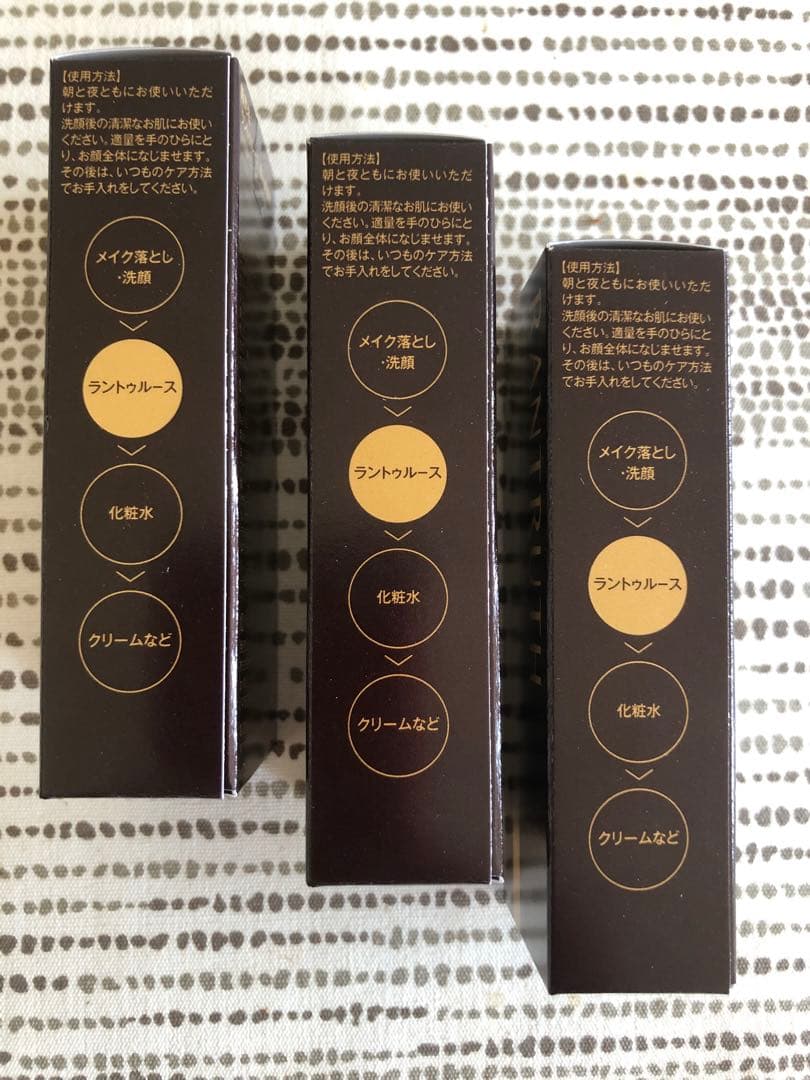 【使用方法】
朝と夜ともにお使いいただ
けます。
洗顔後の清潔なお肌にお使い
ください。適量を手のひらにと
り、お顔全体になじませます。
その後は、いつものケア方法
でお手入れをしてください。
メイク落とし
・洗顔
ラントゥルース
化粧水
クリームなど
【使用方法】
朝と夜ともにお使いいただ
けます。
洗顔後の清潔なお肌にお使い
ください。適量を手のひらにと
り、お顔全体になじませます。
その後は、いつものケア方法
でお手入れをしてください。
メイク落とし
・洗顔
ラントゥルース
化粧水
クリームなど
【使用方法】
朝と夜ともにお使いいただ
けます。
洗顔後の清潔なお肌にお使い
ください。適量を手のひらにと
り、お顔全体になじませます。
その後は、いつものケア方法
でお手入れをしてください。
メイク落とし
・洗顔
ラントゥルース
化粧水
クリームなど